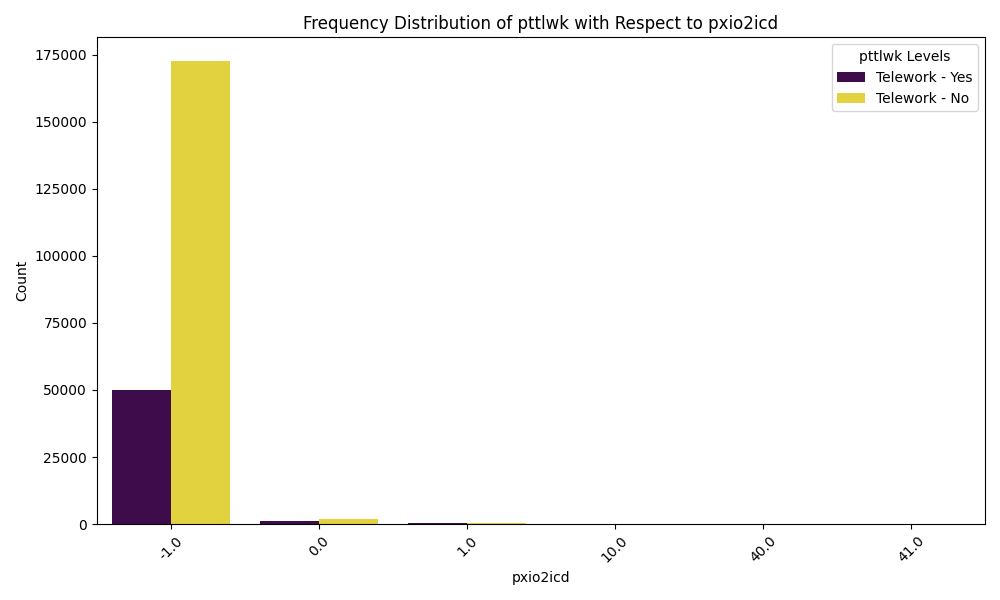 Frequency Distribution of pttlwk with Respect to pxio2icd
pttlwk Levels
Telework - Yes
Telework - No
Count
175000
150000
125000
100000
75000
50000
25000
0
-1.0
0.0
1.0
10.0
40.0
41.0
pxio2icd